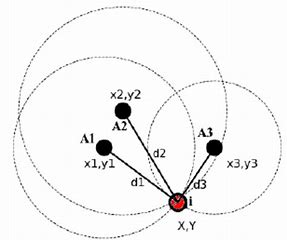 x2,y2
A2
A1
A3
x1,y1
d2
x3,y3
d1
d3
i
X,Y